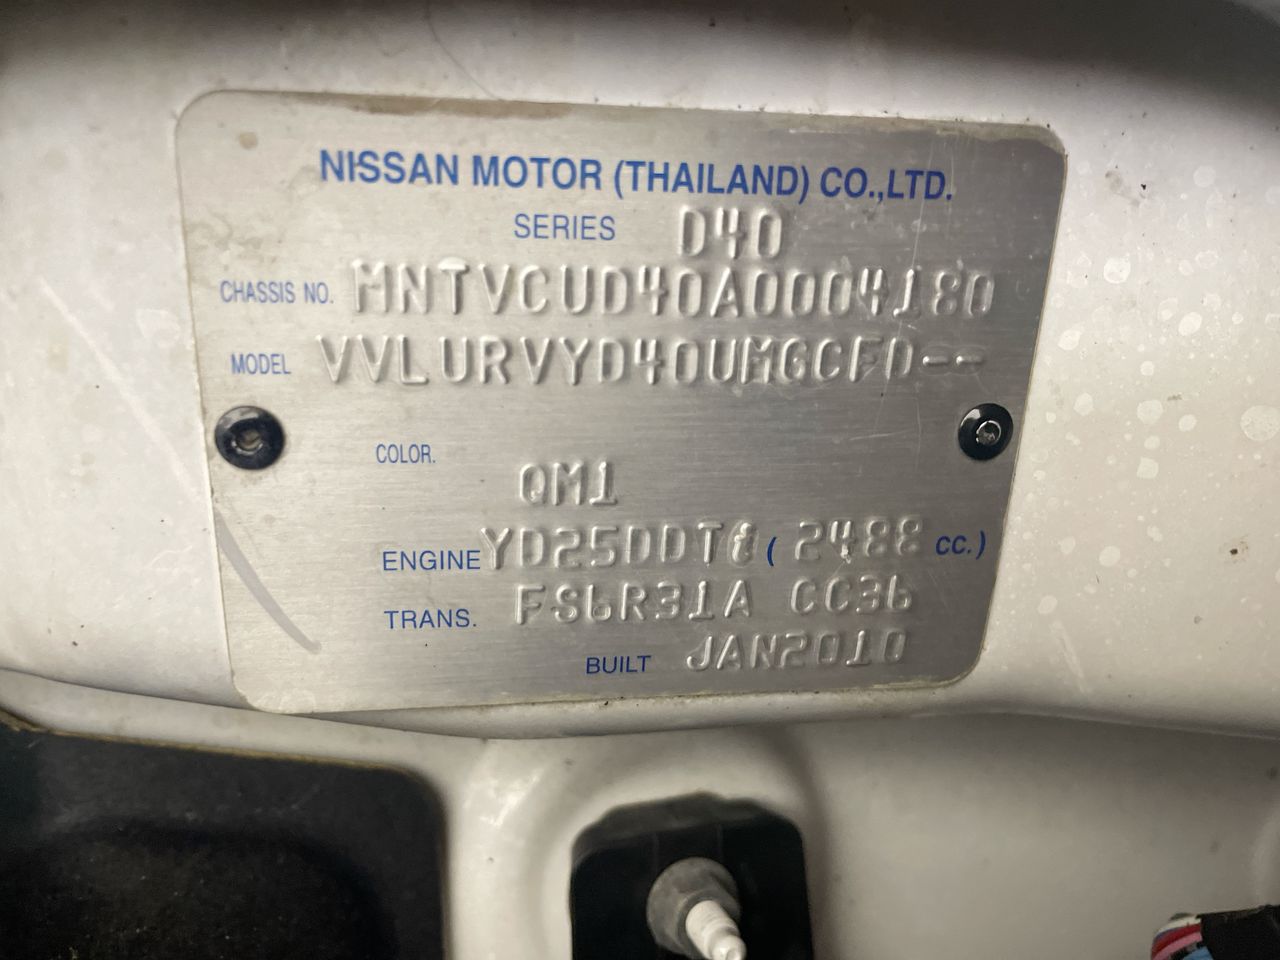 NISSAN MOTOR (THAILAND) CO.,LTD.
SERIES D40
CHASSIS NO. MNTVCUD40A0004180
MODEL VVLURVYD40UMGCFD--
COLOR.
QM1
ENGINE YD25DDT8 ( 2488 CC.)
TRANS. FS6R31A CC36
BUILT JAN2010